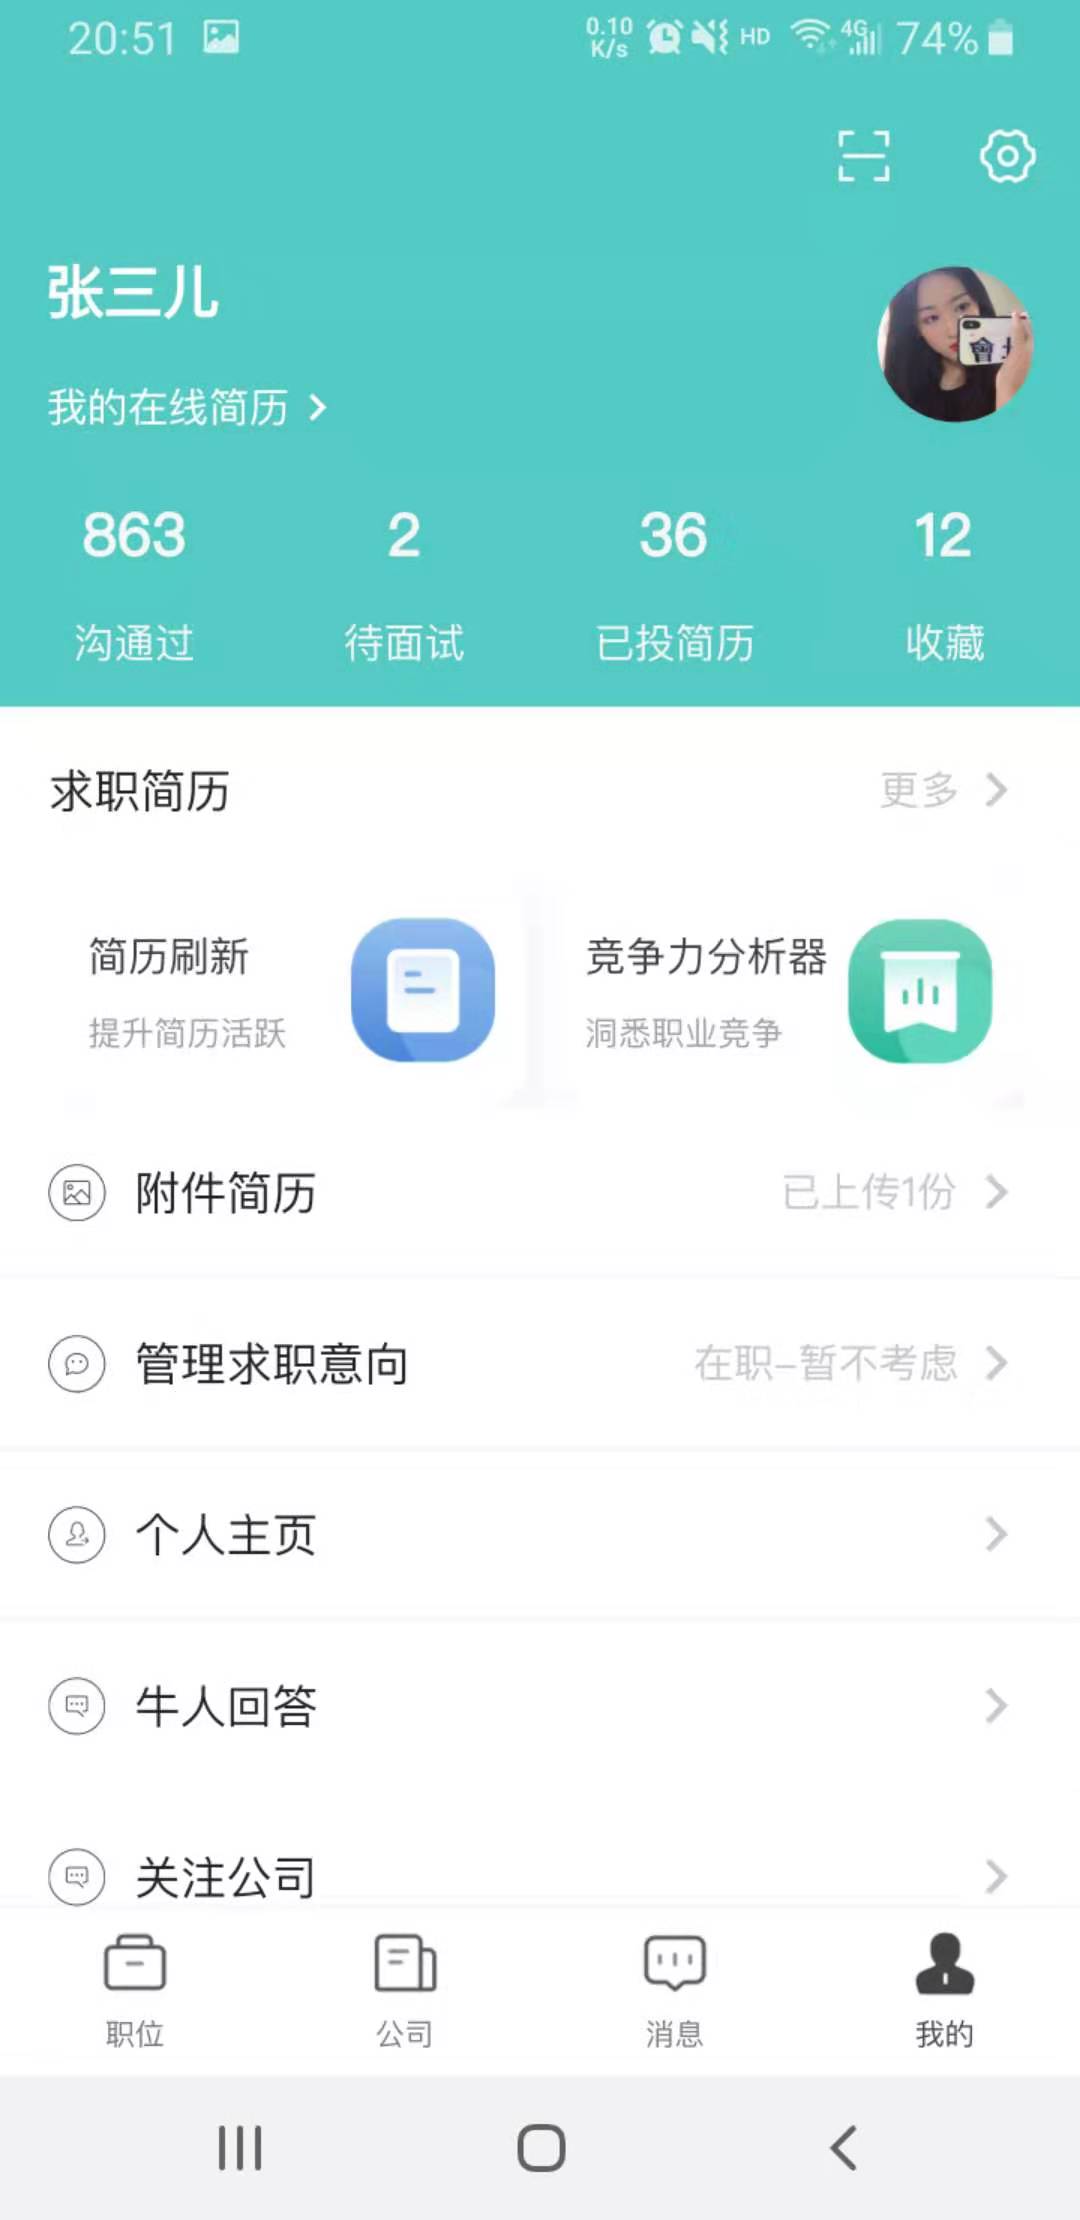 20:51
0.10 K/s HD 4G 74%
张三儿
我的在线简历
863 2 36 12
沟通过 待面试 已投简历 收藏
求职简历 更多
简历刷新 竞争力分析器
提升简历活跃 洞悉职业竞争
附件简历 已上传1份
管理求职意向 在职-暂不考虑
个人主页
牛人回答
关注公司
职位 公司 消息 我的